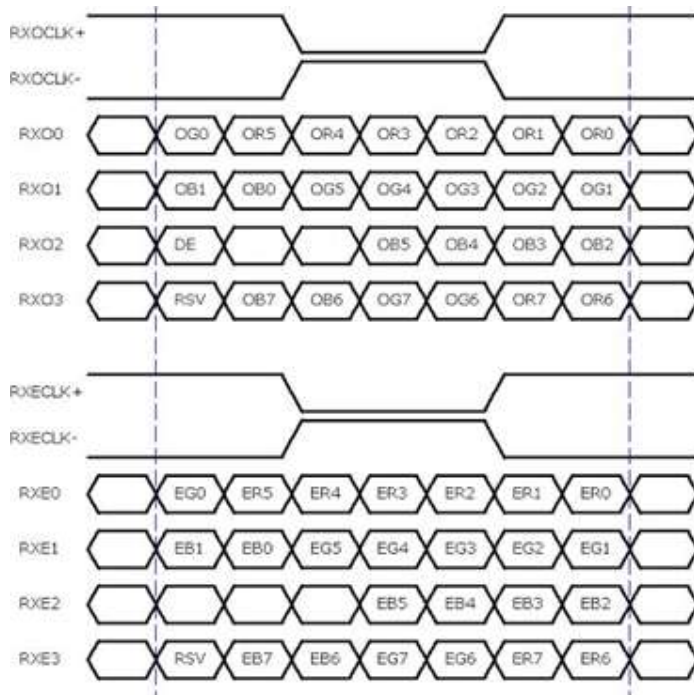 RXOCLK+
RXOCLK-
RXO0 OG0 OR5 OR4 OR3 OR2 OR1 OR0
RXO1 OB1 OB0 OG5 OG4 OG3 OG2 OG1
RXO2 DE OB5 OB4 OB3 OB2
RXO3 RSV OB7 OB6 OG7 OG6 OR7 OR6
RXECLK+
RXECLK-
RXE0 EG0 ER5 ER4 ER3 ER2 ER1 ER0
RXE1 EB1 EB0 EG5 EG4 EG3 EG2 EG1
RXE2 EB5 EB4 EB3 EB2
RXE3 RSV EB7 EB6 EG7 EG6 ER7 ER6